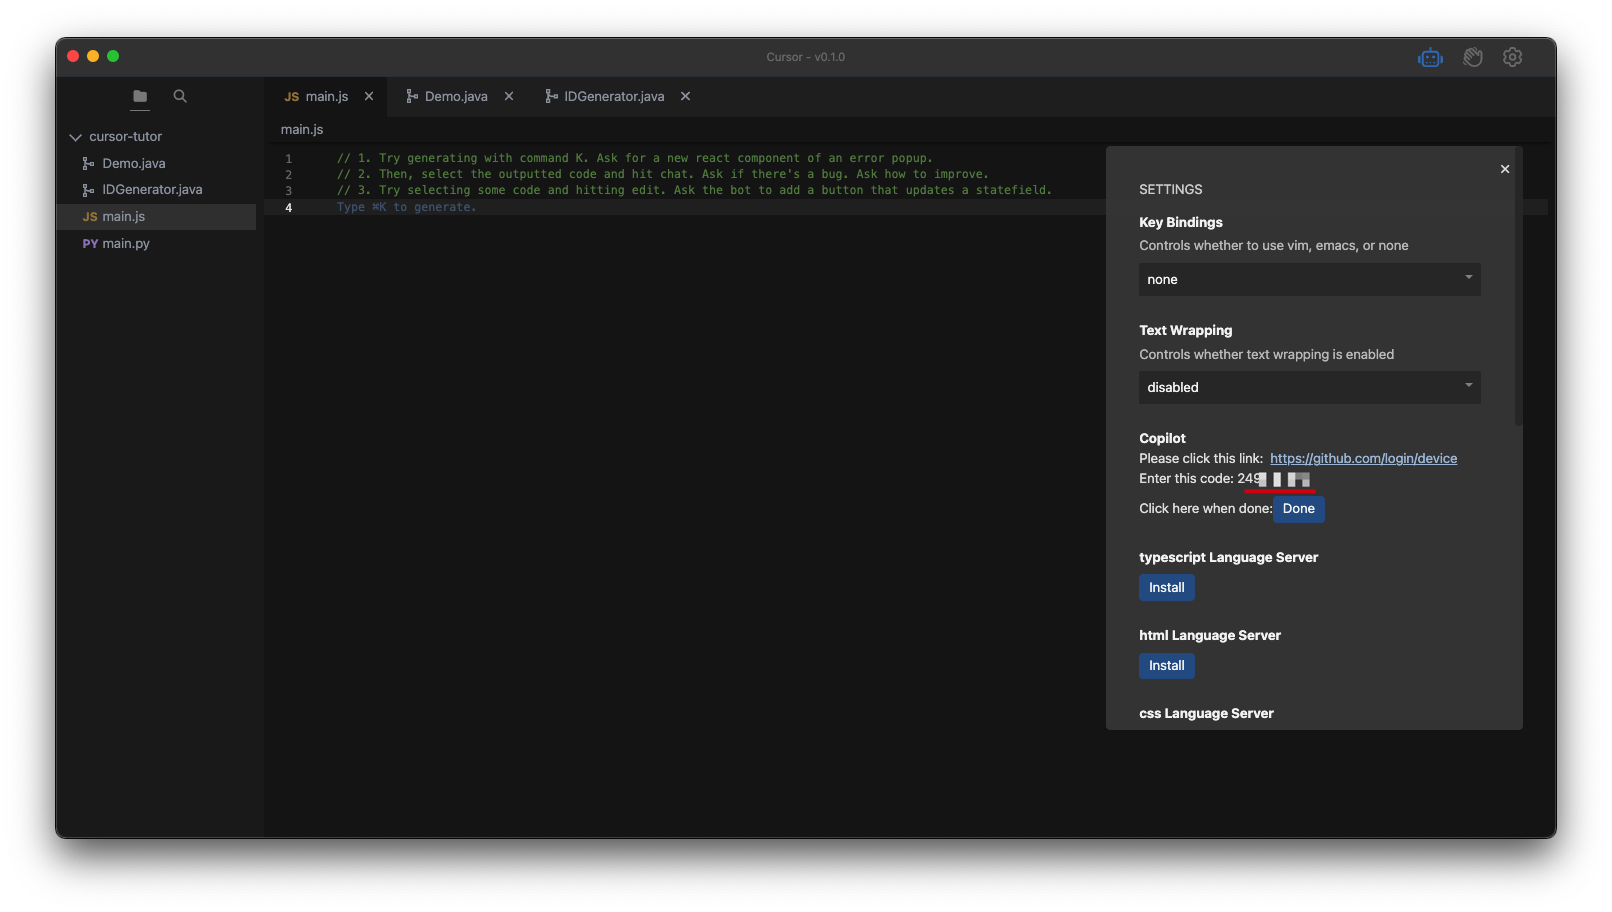 Cursor - v0.1.0
JS main.js
Demo.java
IDGenerator.java
main.js
cursor-tutor
Demo.java
IDGenerator.java
JS main.js
PY main.py
1 // 1. Try generating with command K. Ask for a new react component of an error popup.
2 // 2. Then, select the outputted code and hit chat. Ask if there's a bug. Ask how to improve.
3 // 3. Try selecting some code and hitting edit. Ask the bot to add a button that updates a statefield.
4 Type ⌘K to generate.
SETTINGS
Key Bindings
Controls whether to use vim, emacs, or none
none
Text Wrapping
Controls whether text wrapping is enabled
disabled
Copilot
Please click this link: https://github.com/login/device
Enter this code: 249
Click here when done: Done
typescript Language Server
Install
html Language Server
Install
css Language Server